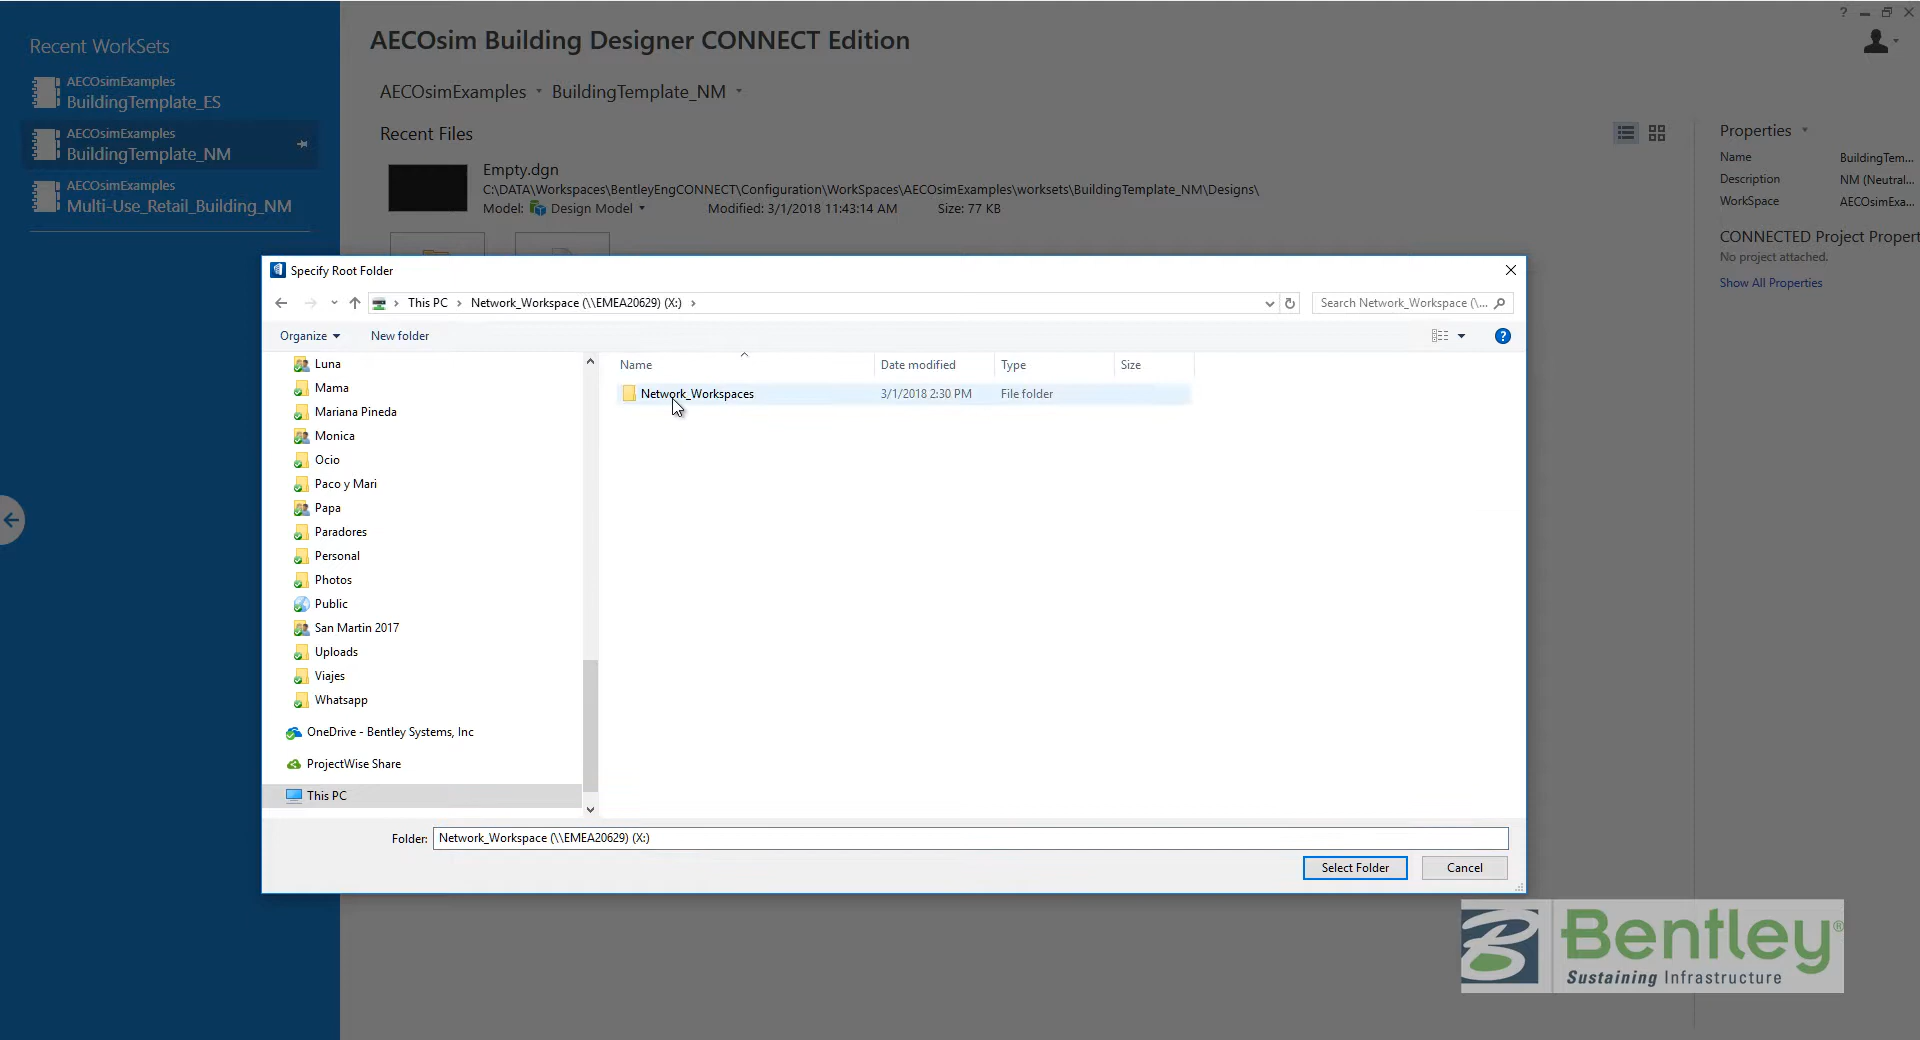 Recent WorkSets
AECOsimExamples
BuildingTemplate_ES
AECOsimExamples
BuildingTemplate_NM
AECOsimExamples
Multi-Use_Retail_Building_NM
AECOsim Building Designer CONNECT Edition
?
AECOsimExamples BuildingTemplate_NM
Recent Files
Empty.dgn
C:\DATA\Workspaces\BentleyEngCONNECT\Configuration\WorkSpaces\AECOsimExamples\worksets\BuildingTemplate_NM\Designs\
Model: Design Model Modified: 3/1/2018 11:43:14 AM Size: 77 KB
Properties
Name BuildingTem...
Description NM (Neutral...
WorkSpace AECOsimExa...
CONNECTED Project Propert
No project attached.
Show All Properties
Specify Root Folder
This PC > Network_Workspace (\\EMEA20629) (X:) >
Search Network_Workspace (\...
Organize New folder
?
Name Date modified Type Size
Network_Workspaces 3/1/2018 2:30 PM File folder
Luna
Mama
Mariana Pineda
Monica
Ocio
Paco y Mari
Papa
Paradores
Personal
Photos
Public
San Martin 2017
Uploads
Viajes
Whatsapp
OneDrive - Bentley Systems, Inc
ProjectWise Share
This PC
Folder: Network_Workspace (\\EMEA20629) (X:)
Select Folder Cancel
Bentley®
Sustaining Infrastructure